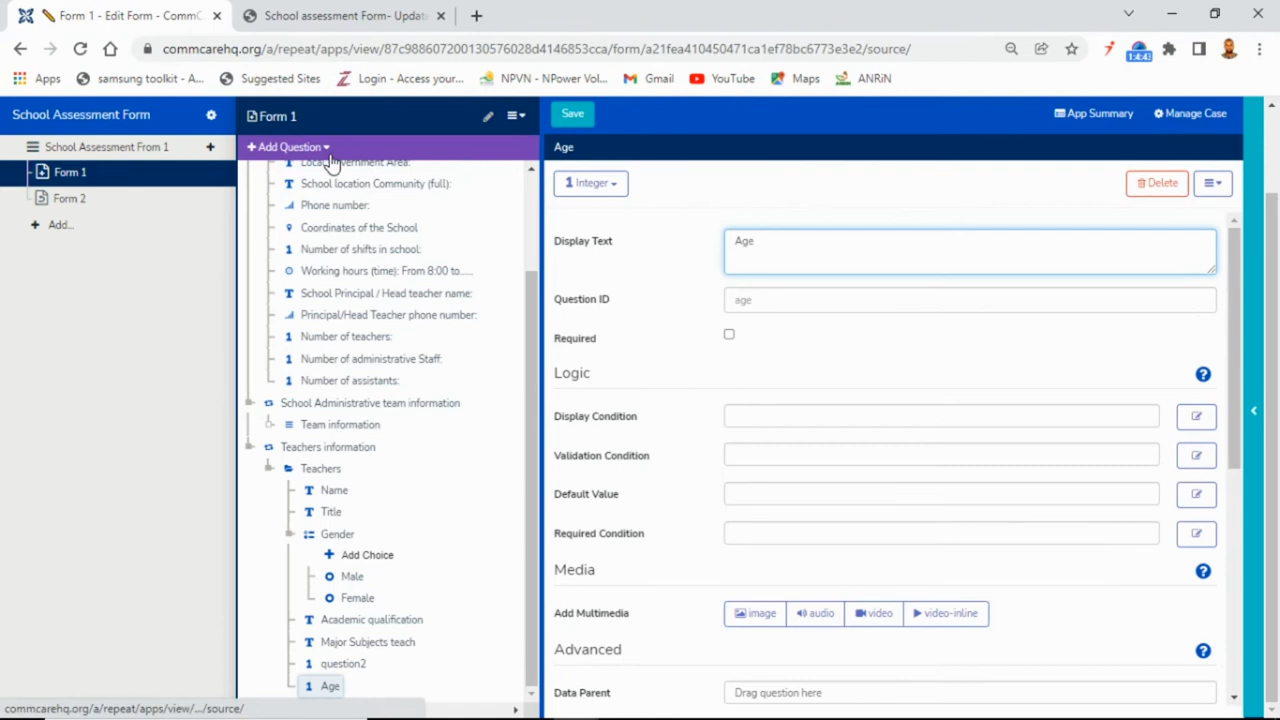 Form 1 - Edit Form - CommC
School assessment Form- Updat
commcarehq.org/a/repeat/apps/view/87c988607200130576028d4146853cca/form/a21fea410450471ca1ef78bc6773e3e2/source/
1:4:43
Apps
samsung toolkit - A...
Suggested Sites
Login - Access your...
NPVN - NPower Vol...
Gmail
YouTube
Maps
ANRiN
School Assessment Form
Form 1
Save
App Summary
Manage Case
School Assessment From 1
Add Question
Age
Local Government Area:
Form 1
School location Community (full):
1 Integer
Delete
Form 2
Phone number:
Add...
Coordinates of the School
Display Text
Age
Number of shifts in school:
Working hours (time): From 8:00 to.....
School Principal / Head teacher name:
Question ID
age
Principal/Head Teacher phone number:
Number of teachers:
Required
Number of administrative Staff:
Number of assistants:
Logic
School Administrative team information
Team information
Display Condition
Teachers information
Validation Condition
Teachers
Name
Default Value
Title
Gender
Required Condition
Add Choice
Male
Media
Female
Academic qualification
Add Multimedia
image
audio
video
video-inline
Major Subjects teach
question2
Advanced
Age
Data Parent
Drag question here
commcarehq.org/a/repeat/apps/view/.../source/